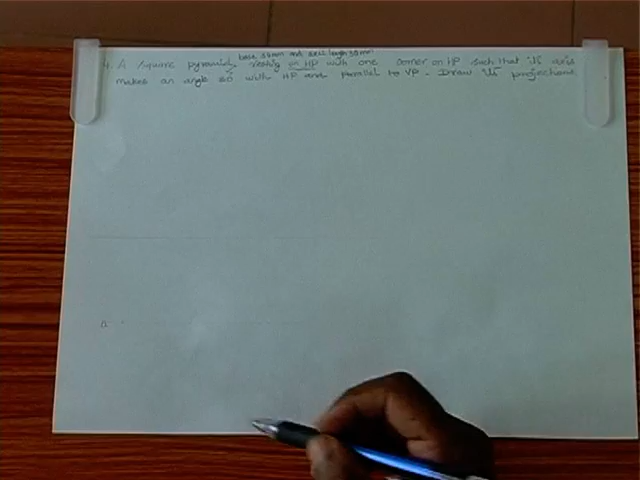 base 30mm and axis length 50mm
4. A square pyramid, resting on HP with one corner on HP such that its axis
makes an angle 30° with HP and parallel to VP. Draw its projections
a